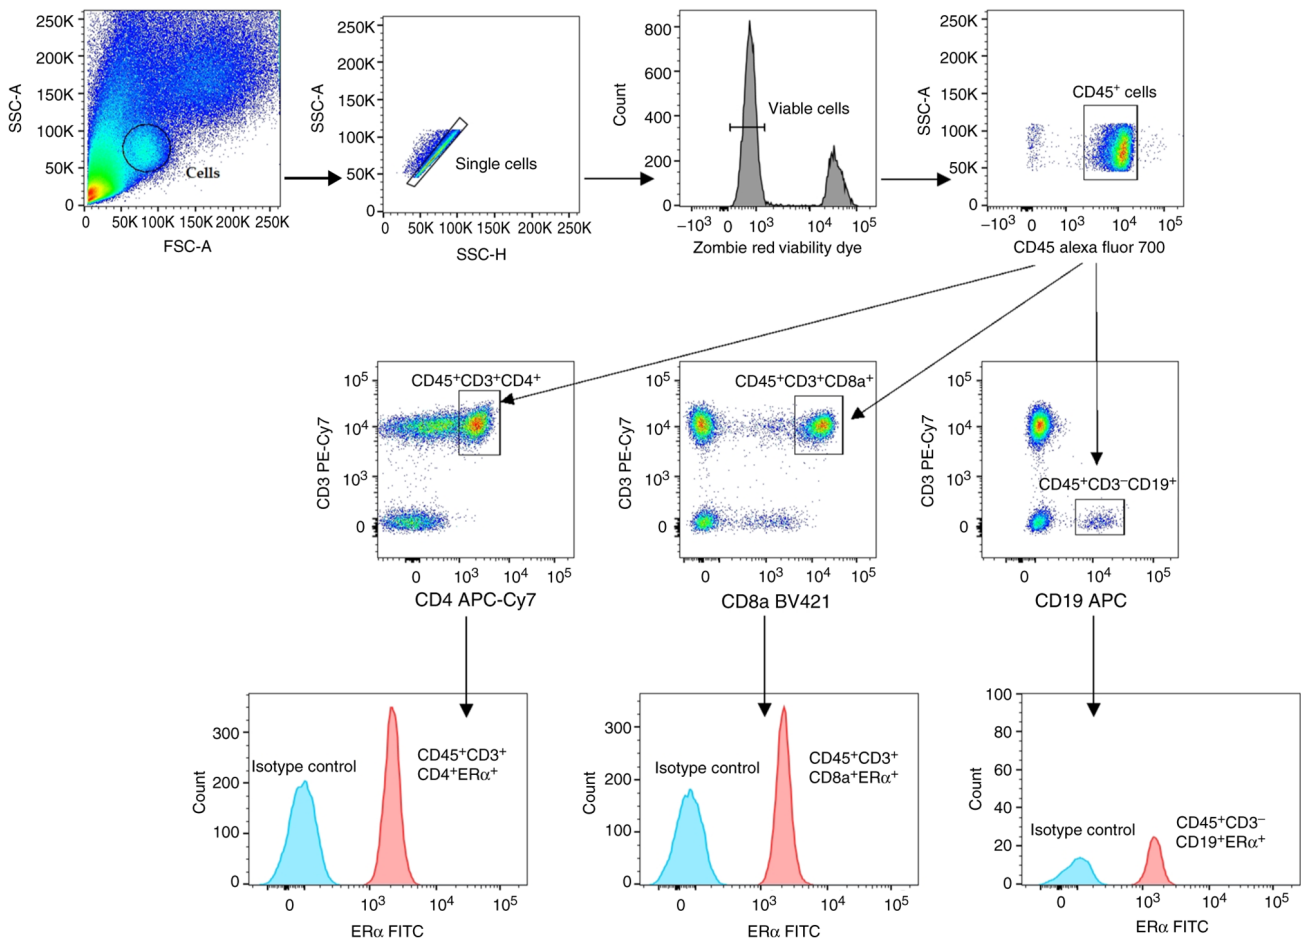 250K
200K
150K
100K
50K
0
SSC-A
Cells
0 50K 100K 150K 200K 250K
FSC-A
250K
200K
150K
100K
50K
0
SSC-A
Single cells
0 50K 100K 150K 200K 250K
SSC-H
800
600
400
200
0
Count
Viable cells
−10³ 0 10³ 10⁴ 10⁵
Zombie red viability dye
250K
200K
150K
100K
50K
0
SSC-A
CD45⁺ cells
−10³ 0 10³ 10⁴ 10⁵
CD45 alexa fluor 700
10⁵
10⁴
10³
0
CD3 PE-Cy7
CD45⁺CD3⁺CD4⁺
0 10³ 10⁴ 10⁵
CD4 APC-Cy7
10⁵
10⁴
10³
0
CD3 PE-Cy7
CD45⁺CD3⁺CD8a⁺
0 10³ 10⁴ 10⁵
CD8a BV421
10⁵
10⁴
10³
0
CD3 PE-Cy7
CD45⁺CD3⁻CD19⁺
0 10⁴ 10⁵
CD19 APC
300
200
100
0
Count
Isotype control
CD45⁺CD3⁺
CD4⁺ERα⁺
0 10³ 10⁴ 10⁵
ERα FITC
300
200
100
0
Count
Isotype control
CD45⁺CD3⁺
CD8a⁺ERα⁺
0 10³ 10⁴ 10⁵
ERα FITC
100
80
60
40
20
0
Count
Isotype control
CD45⁺CD3⁻
CD19⁺ERα⁺
0 10³ 10⁴ 10⁵
ERα FITC